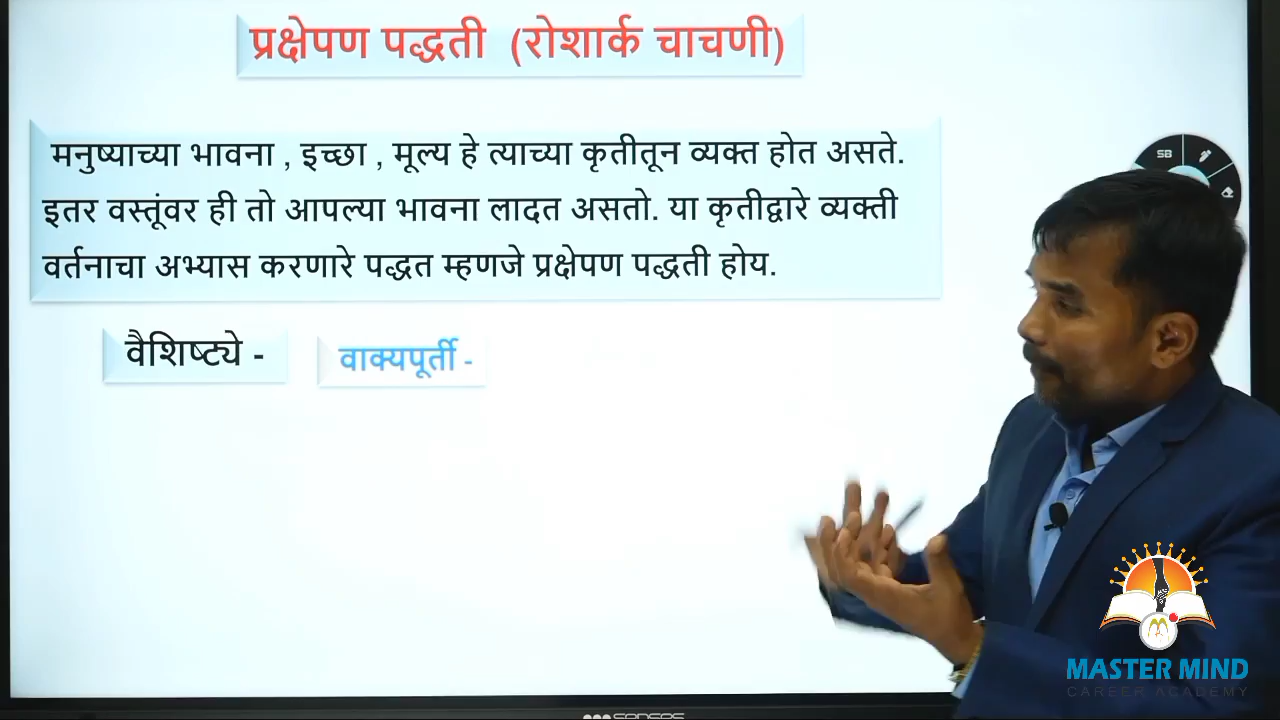 प्रक्षेपण पद्धती (रोशार्क चाचणी)
मनुष्याच्या भावना , इच्छा , मूल्य हे त्याच्या कृतीतून व्यक्त होत असते.
इतर वस्तूंवर ही तो आपल्या भावना लादत असतो. या कृतीद्वारे व्यक्ती
वर्तनाचा अभ्यास करणारे पद्धत म्हणजे प्रक्षेपण पद्धती होय.
वैशिष्ट्ये - वाक्यपूर्ती -
SB
MASTER MIND
CAREER ACADEMY